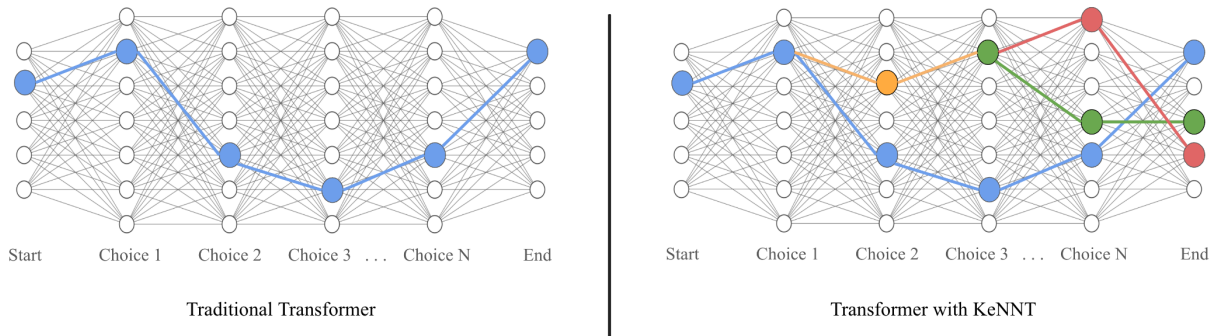 Start Choice 1 Choice 2 Choice 3 . . . Choice N End
Traditional Transformer
Start Choice 1 Choice 2 Choice 3 ... Choice N End
Transformer with KeNNT